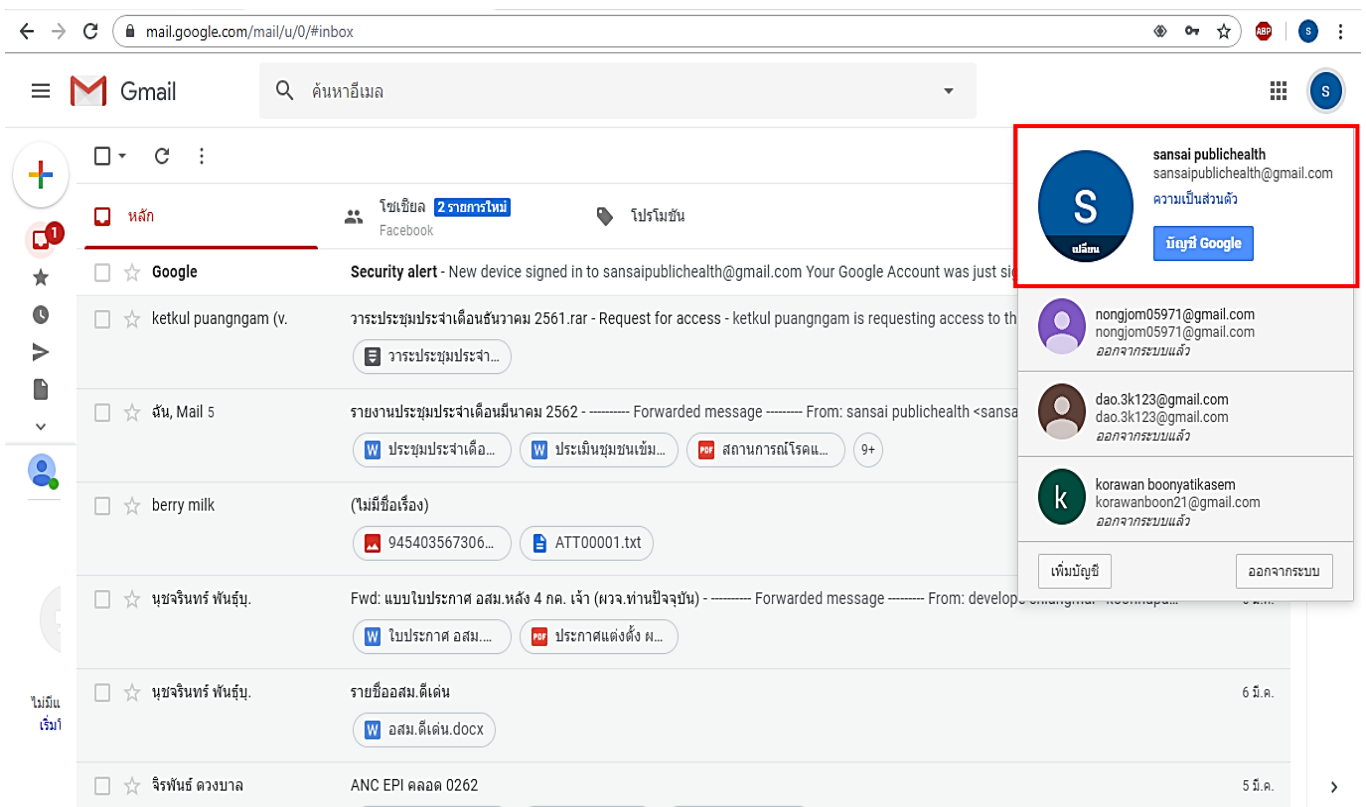 mail.google.com/mail/u/0/#inbox
ABP
S
Gmail
ค้นหาอีเมล
S
S
เปลี่ยน
sansai publichealth
sansaipublichealth@gmail.com
ความเป็นส่วนตัว
บัญชี Google
nongjom05971@gmail.com
nongjom05971@gmail.com
ออกจากระบบแล้ว
dao.3k123@gmail.com
dao.3k123@gmail.com
ออกจากระบบแล้ว
k
korawan boonyatikasem
korawanboon21@gmail.com
ออกจากระบบแล้ว
เพิ่มบัญชี ออกจากระบบ
1
หลัก
โซเชียล 2 รายการใหม่
Facebook
โปรโมชัน
Google Security alert - New device signed in to sansaipublichealth@gmail.com Your Google Account was just
ketkul puangngam (v. วาระประชุมประจำเดือนธันวาคม 2561.rar - Request for access - ketkul puangngam is requesting access to
วาระประชุมประจำ...
ฉัน, Mail 5 รายงานประชุมประจำเดือนมีนาคม 2562 - ---------- Forwarded message --------- From: sansai publichealth <sansa
W ประชุมประจำเดือ... W ประเมินชุมชนเข้ม... PDF สถานการณ์โรคแ... 9+
berry milk (ไม่มีชื่อเรื่อง)
945403567306... ATT00001.txt
นุชจรินทร์ พันธุ์บุ. Fwd: แบบใบประกาศ อสม.หลัง 4 กค. เจ้า (ผวจ.ท่านปัจจุบัน) - ---------- Forwarded message --------- From:
W ใบประกาศ อสม.... PDF ประกาศแต่งตั้ง ผ...
นุชจรินทร์ พันธุ์บุ. รายชื่ออสม.ดีเด่น 6 มี.ค.
W อสม.ดีเด่น.docx
จิรพันธ์ ดวงบาล ANC EPI คลอด 0262 5 มี.ค.
ไม่มีแ
เริ่มใ